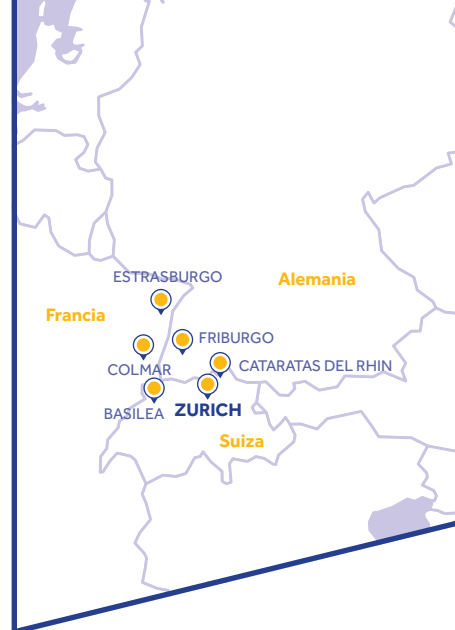 ESTRASBURGO
Alemania
Francia
FRIBURGO
COLMAR
CATARATAS DEL RHIN
BASILEA
ZURICH
Suiza